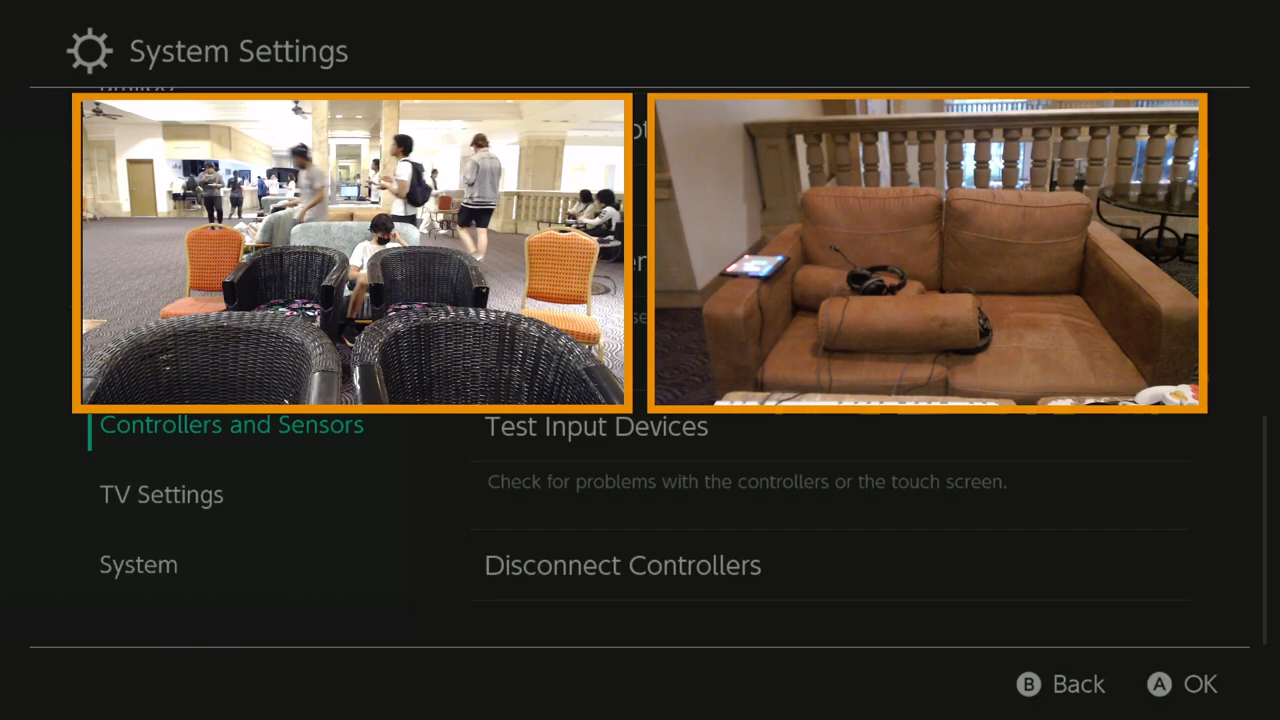 System Settings
Controllers and Sensors
Test Input Devices
Check for problems with the controllers or the touch screen.
TV Settings
System
Disconnect Controllers
B Back
A OK